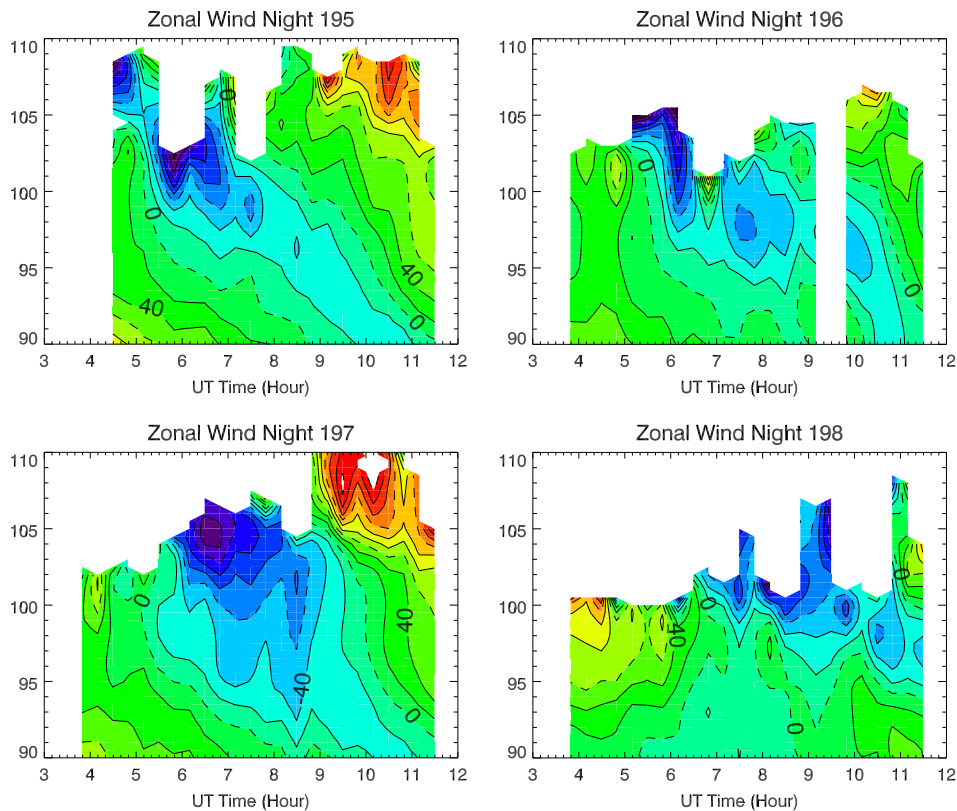 Zonal Wind Night 195
110
105
100
95
90
0
0
40
40
0
3 4 5 6 7 8 9 10 11 12
UT Time (Hour)
Zonal Wind Night 196
110
105
100
95
90
0
0
3 4 5 6 7 8 9 10 11 12
UT Time (Hour)
Zonal Wind Night 197
110
105
100
95
90
0
40
40
0
3 4 5 6 7 8 9 10 11 12
UT Time (Hour)
Zonal Wind Night 198
110
105
100
95
90
0
40
0
3 4 5 6 7 8 9 10 11 12
UT Time (Hour)